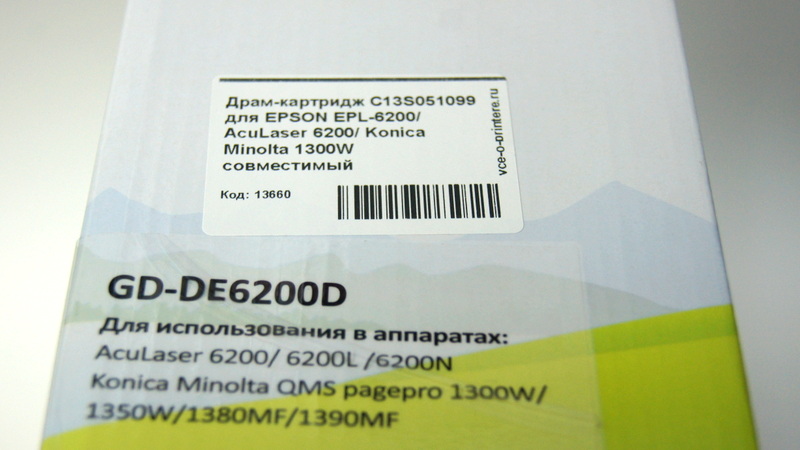 Драм-картридж C13S051099
для EPSON EPL-6200/
AcuLaser 6200/ Konica
Minolta 1300W
совместимый
Код: 13660
vce-o-printere.ru
GD-DE6200D
Для использования в аппаратах:
AcuLaser 6200/ 6200L /6200N
Konica Minolta QMS pagepro 1300W/
1350W/1380MF/1390MF